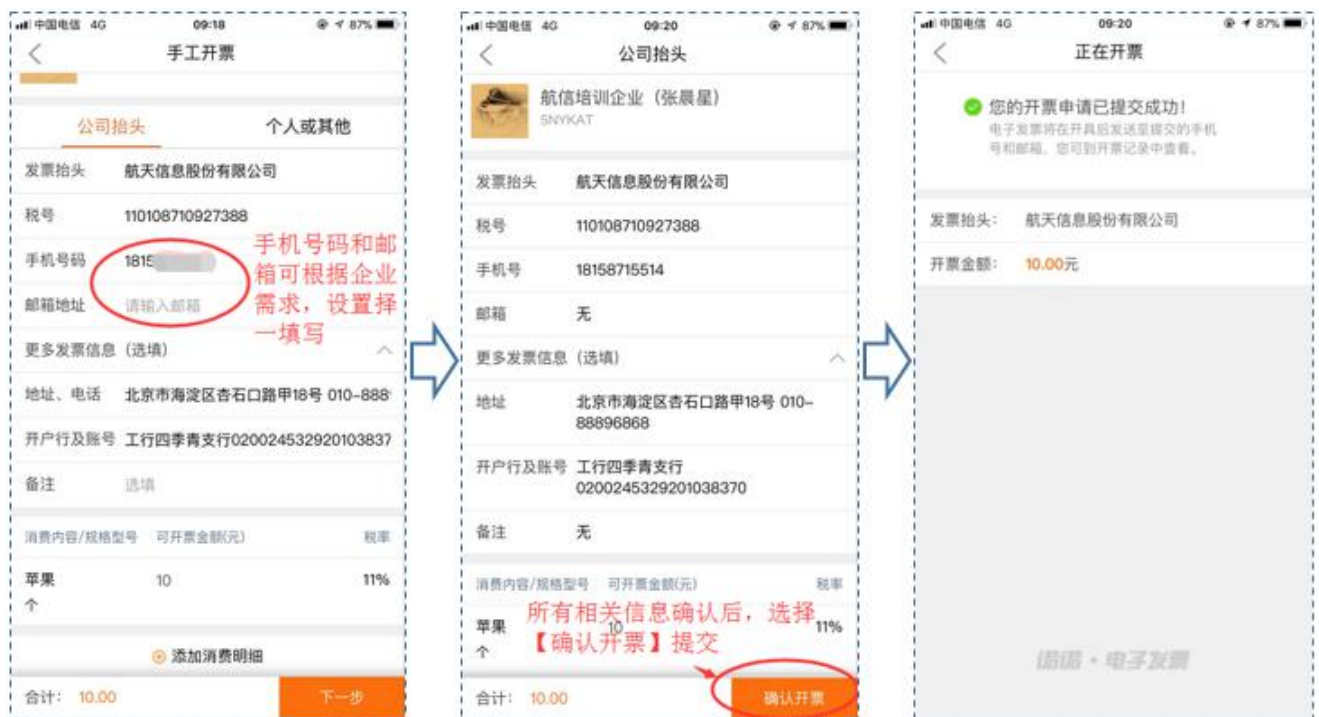 中国电信 4G 09:18 87%
手工开票
公司抬头 个人或其他
发票抬头 航天信息股份有限公司
税号 110108710927388
手机号码 1815
邮箱地址 请输入邮箱
手机号码和邮
箱可根据企业
需求，设置择
一填写
更多发票信息（选填）
地址、电话 北京市海淀区杏石口路甲18号 010-888
开户行及账号 工行四季青支行020024532920103837
备注 选填
消费内容/规格型号 可开票金额(元) 税率
苹果 10 11%
个
添加消费明细
合计： 10.00 下一步
中国电信 4G 09:20 87%
公司抬头
航信培训企业（张晨星）
5NYKAT
发票抬头 航天信息股份有限公司
税号 110108710927388
手机号 18158715514
邮箱 无
更多发票信息（选填）
地址 北京市海淀区杏石口路甲18号 010-
88896868
开户行及账号 工行四季青支行
0200245329201038370
备注 无
消费内容/规格型号 可开票金额(元) 税率
苹果 10 11%
个
所有相关信息确认后，选择
【确认开票】提交
合计： 10.00 确认开票
中国电信 4G 09:20 87%
正在开票
您的开票申请已提交成功！
电子发票将在开具后发送至提交的手机
号和邮箱，您可到开票记录中查看。
发票抬头： 航天信息股份有限公司
开票金额： 10.00元
诺诺·电子发票